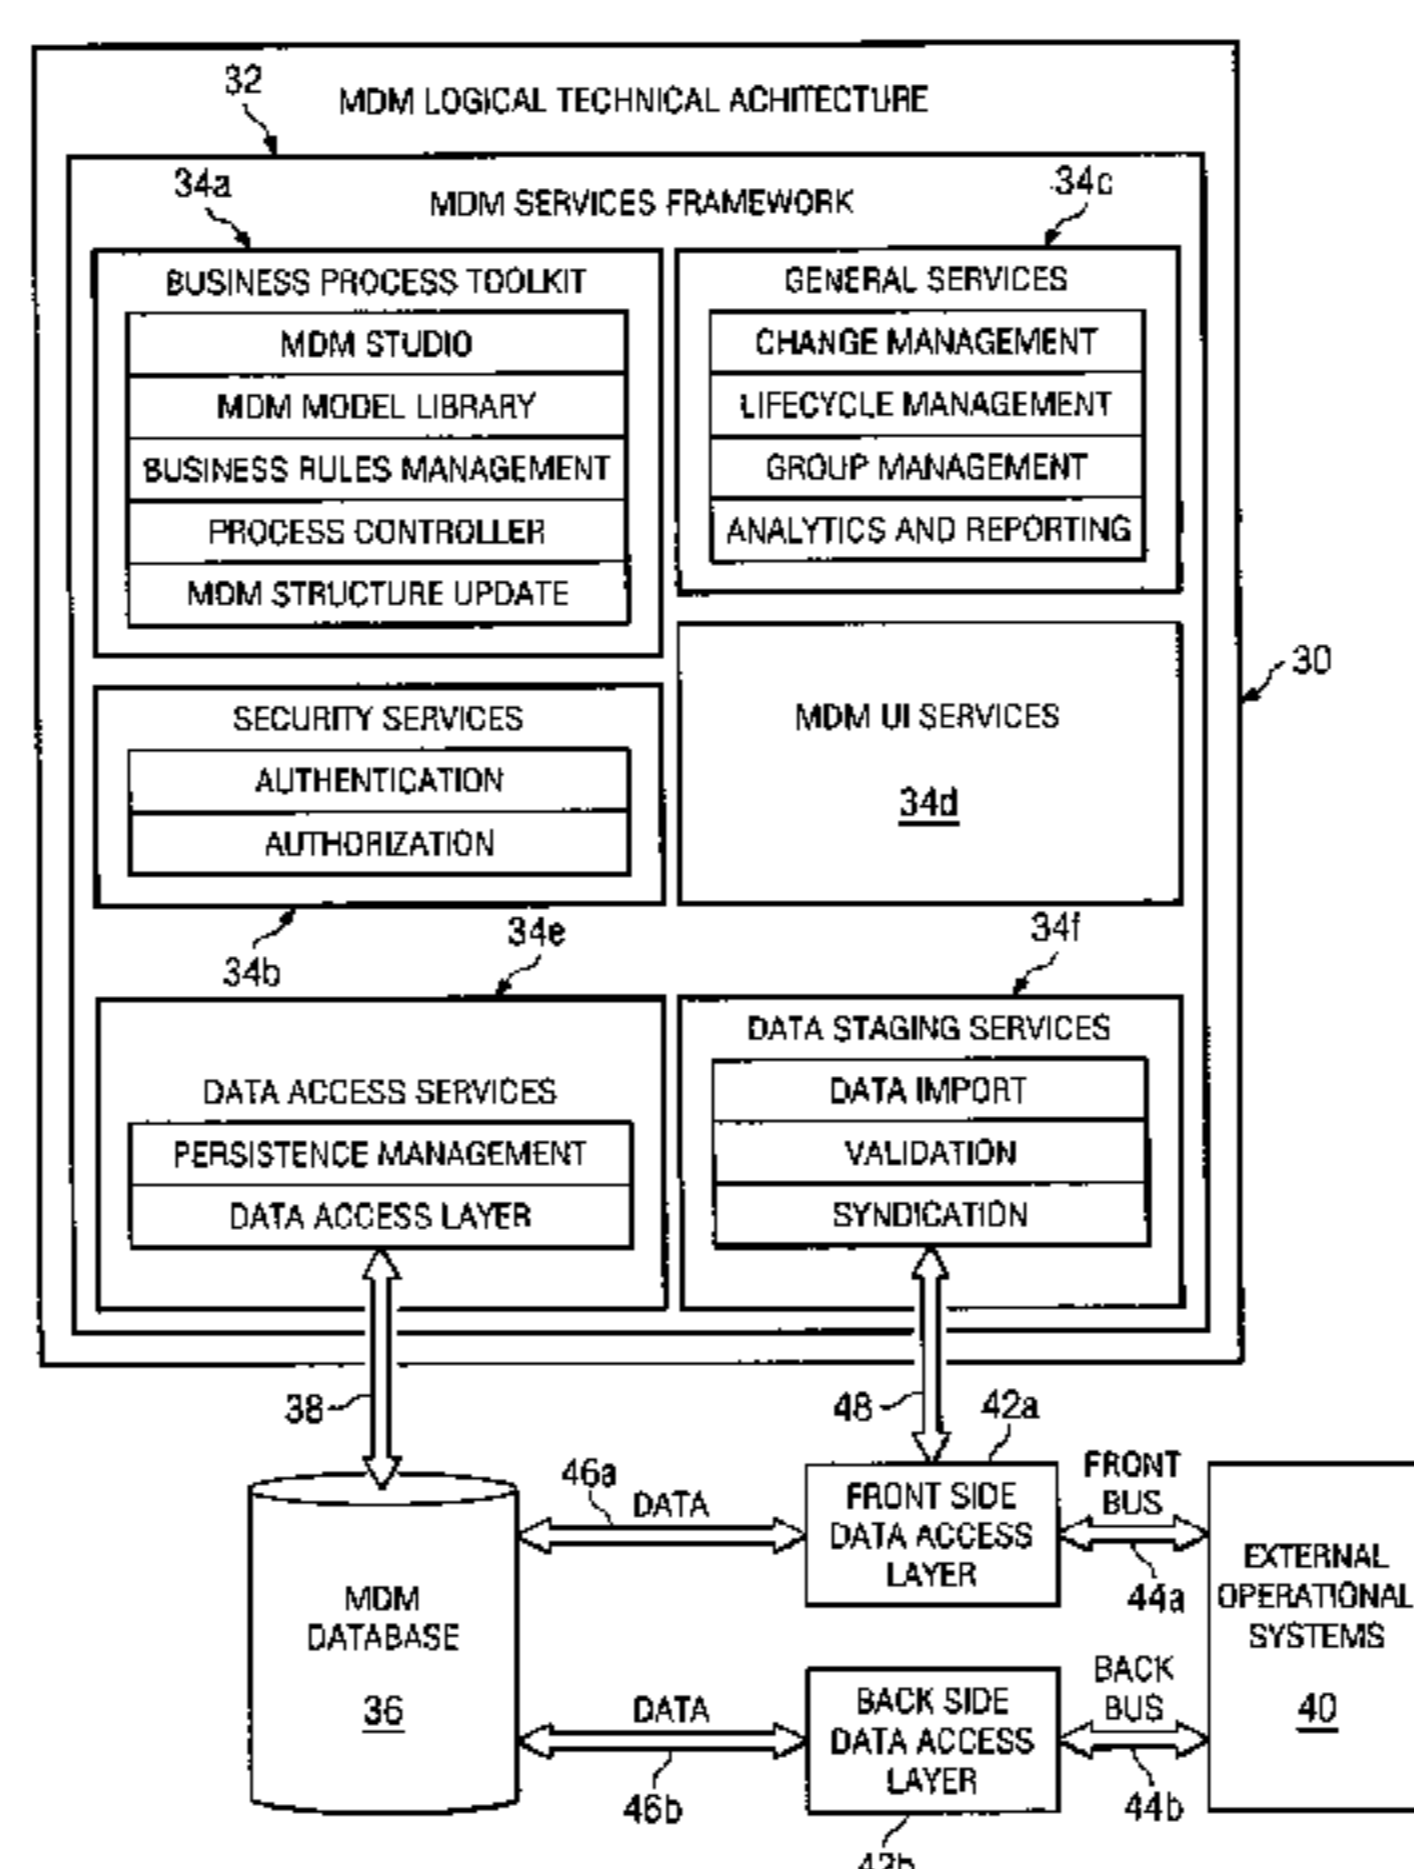 32
MDM LOGICAL TECHNICAL ACHITECTURE
34a
MDM SERVICES FRAMEWORK
34c
BUSINESS PROCESS TOOLKIT
MDM STUDIO
MDM MODEL LIBRARY
BUSINESS RULES MANAGEMENT
PROCESS CONTROLLER
MDM STRUCTURE UPDATE
GENERAL SERVICES
CHANGE MANAGEMENT
LIFECYCLE MANAGEMENT
GROUP MANAGEMENT
ANALYTICS AND REPORTING
30
SECURITY SERVICES
AUTHENTICATION
AUTHORIZATION
34b
MDM UI SERVICES
34d
34e
DATA ACCESS SERVICES
PERSISTENCE MANAGEMENT
DATA ACCESS LAYER
34f
DATA STAGING SERVICES
DATA IMPORT
VALIDATION
SYNDICATION
38
48
42a
MDM
DATABASE
36
46a
DATA
FRONT SIDE
DATA ACCESS
LAYER
FRONT
BUS
44a
EXTERNAL
OPERATIONAL
SYSTEMS
40
DATA
46b
BACK SIDE
DATA ACCESS
LAYER
BACK
BUS
44b
42b